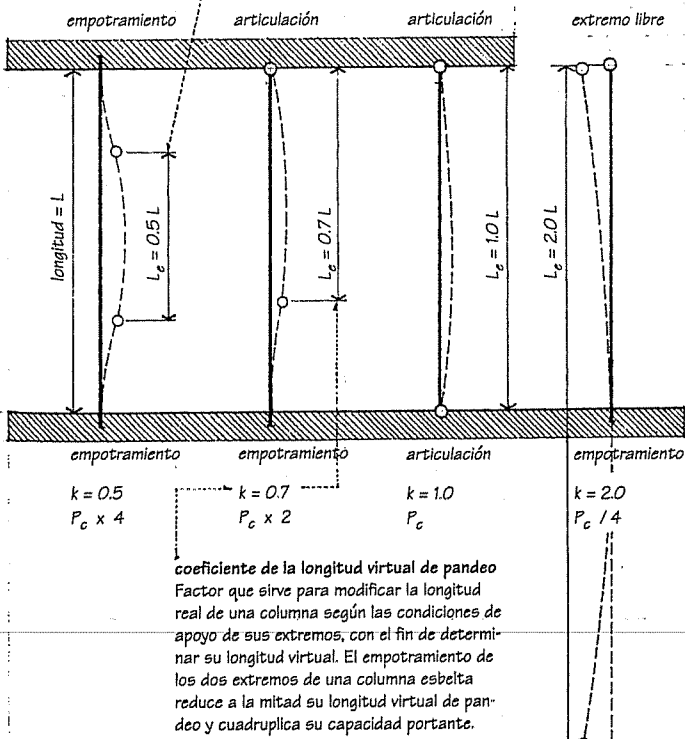 empotramiento
articulación
articulación
extremo libre
longitud = L
Le = 0.5 L
Le = 0.7 L
Le = 1.0 L
Le = 2.0 L
empotramiento
empotramiento
articulación
empotramiento
k = 0.5
k = 0.7
k = 1.0
k = 2.0
Pc x 4
Pc x 2
Pc
Pc / 4
coeficiente de la longitud virtual de pandeo
Factor que sirve para modificar la longitud
real de una columna según las condiciones de
apoyo de sus extremos, con el fin de determi-
nar su longitud virtual. El empotramiento de
los dos extremos de una columna esbelta
reduce a la mitad su longitud virtual de pan-
deo y cuadruplica su capacidad portante.